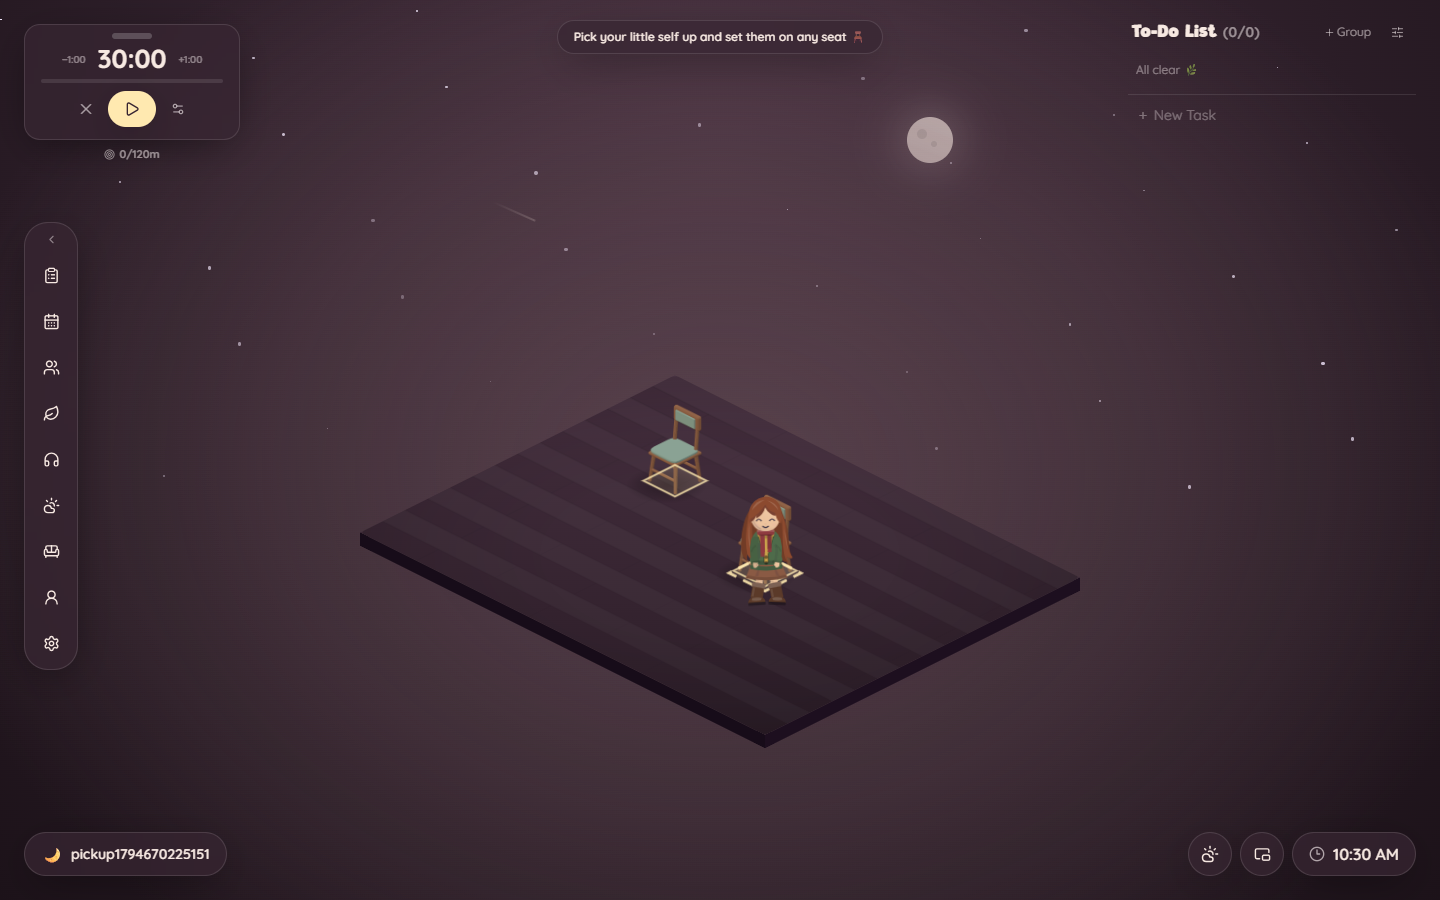 −1:00 30:00 +1:00
0/120m
Pick your little self up and set them on any seat
To-Do List (0/0) + Group
All clear
+ New Task
pickup1794670225151
10:30 AM